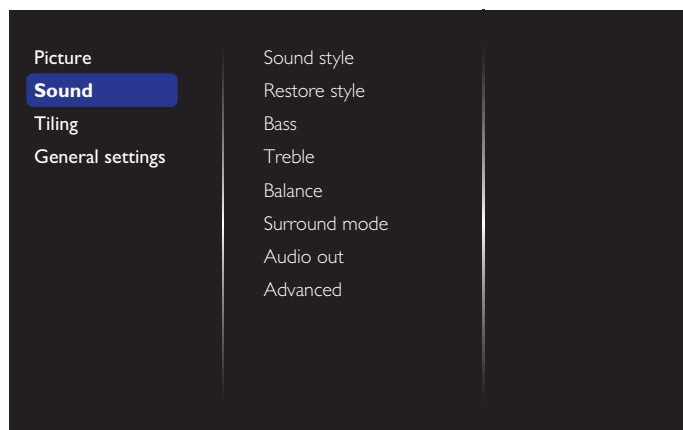 Picture
Sound
Tiling
General settings
Sound style
Restore style
Bass
Treble
Balance
Surround mode
Audio out
Advanced